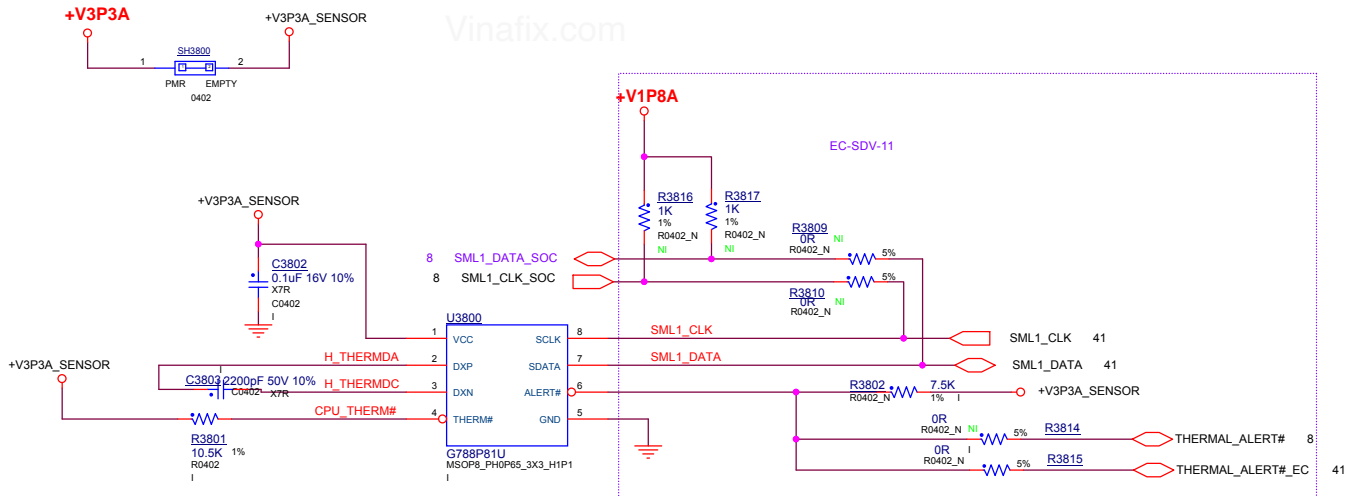 Vinafix.com
+V3P3A
+V3P3A_SENSOR
SH3800
1
2
PMR
EMPTY
0402
+V1P8A
EC-SDV-11
R3816
1K
1%
R0402_N
NI
R3817
1K
1%
R0402_N
NI
R3809
0R
NI
R0402_N
5%
8
SML1_DATA_SOC
8
SML1_CLK_SOC
R3810
0R
NI
R0402_N
5%
+V3P3A_SENSOR
C3802
0.1uF 16V 10%
X7R
C0402
I
U3800
1
VCC
SCLK
8
SML1_CLK
SML1_CLK
41
H_THERMDA
2
DXP
SDATA
7
SML1_DATA
SML1_DATA
41
+V3P3A_SENSOR
I
C3803
2200pF 50V 10%
C0402
X7R
H_THERMDC
3
DXN
ALERT#
6
R3802
7.5K
R0402_N
1%
I
+V3P3A_SENSOR
CPU_THERM#
4
THERM#
GND
5
R3801
10.5K
1%
R0402
I
G788P81U
MSOP8_PH0P65_3X3_H1P1
I
0R
R0402_N
NI
5%
R3814
THERMAL_ALERT#
8
0R
I
R0402_N
5%
R3815
THERMAL_ALERT#_EC
41